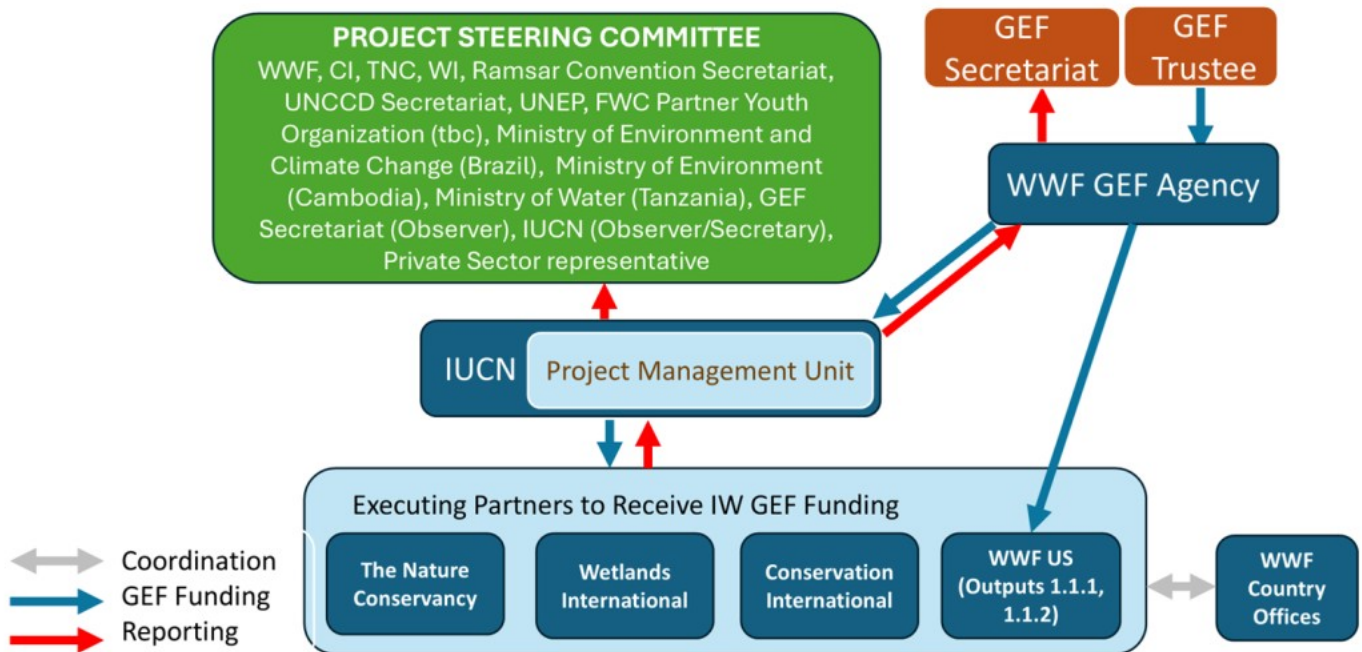 PROJECT STEERING COMMITTEE
WWF, CI, TNC, WI, Ramsar Convention Secretariat,
UNCCD Secretariat, UNEP, FWC Partner Youth
Organization (tbc), Ministry of Environment and
Climate Change (Brazil), Ministry of Environment
(Cambodia), Ministry of Water (Tanzania), GEF
Secretariat (Observer), IUCN (Observer/Secretary),
Private Sector representative
GEF
Secretariat
GEF
Trustee
WWF GEF Agency
IUCN
Project Management Unit
Executing Partners to Receive IW GEF Funding
The Nature
Conservancy
Wetlands
International
Conservation
International
WWF US
(Outputs 1.1.1,
1.1.2)
WWF
Country
Offices
Coordination
GEF Funding
Reporting